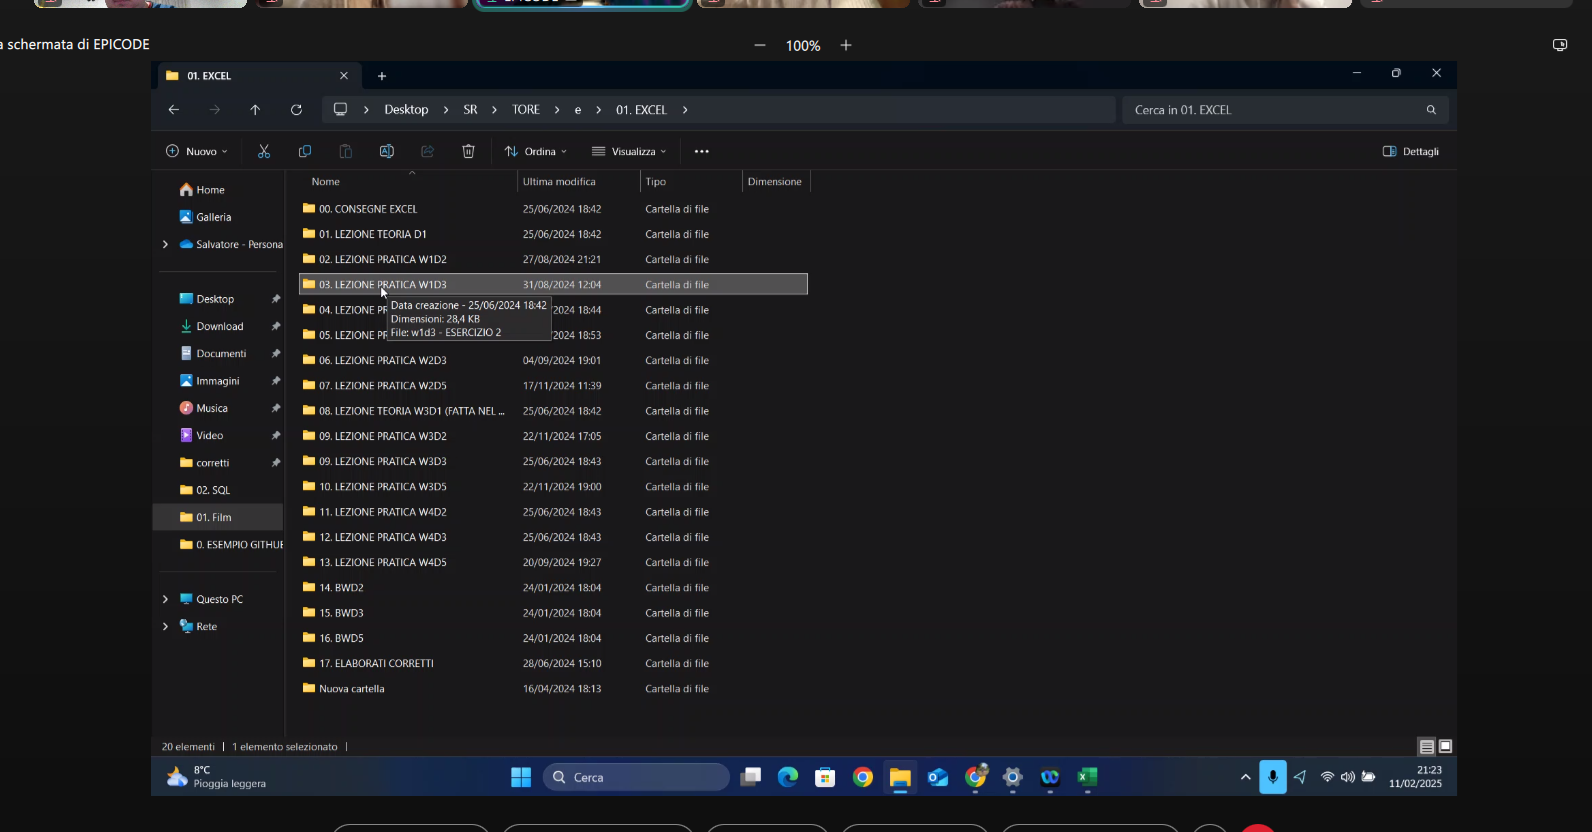 a schermata di EPICODE
100%
01. EXCEL
Desktop > SR > TORE > e > 01. EXCEL >
Cerca in 01. EXCEL
Nuovo
Ordina
Visualizza
Dettagli
Nome Ultima modifica Tipo Dimensione
Home
Galleria
Salvatore - Persona
Desktop
Download
Documenti
Immagini
Musica
Video
corretti
02. SQL
01. Film
0. ESEMPIO GITHUE
Questo PC
Rete
00. CONSEGNE EXCEL 25/06/2024 18:42 Cartella di file
01. LEZIONE TEORIA D1 25/06/2024 18:42 Cartella di file
02. LEZIONE PRATICA W1D2 27/08/2024 21:21 Cartella di file
03. LEZIONE PRATICA W1D3 31/08/2024 12:04 Cartella di file
04. LEZIONE PR 2024 18:44 Cartella di file
05. LEZIONE PR 2024 18:53 Cartella di file
Data creazione - 25/06/2024 18:42
Dimensioni: 28,4 KB
File: w1d3 - ESERCIZIO 2
06. LEZIONE PRATICA W2D3 04/09/2024 19:01 Cartella di file
07. LEZIONE PRATICA W2D5 17/11/2024 11:39 Cartella di file
08. LEZIONE TEORIA W3D1 (FATTA NEL ... 25/06/2024 18:42 Cartella di file
09. LEZIONE PRATICA W3D2 22/11/2024 17:05 Cartella di file
09. LEZIONE PRATICA W3D3 25/06/2024 18:43 Cartella di file
10. LEZIONE PRATICA W3D5 22/11/2024 19:00 Cartella di file
11. LEZIONE PRATICA W4D2 25/06/2024 18:43 Cartella di file
12. LEZIONE PRATICA W4D3 25/06/2024 18:43 Cartella di file
13. LEZIONE PRATICA W4D5 20/09/2024 19:27 Cartella di file
14. BWD2 24/01/2024 18:04 Cartella di file
15. BWD3 24/01/2024 18:04 Cartella di file
16. BWD5 24/01/2024 18:04 Cartella di file
17. ELABORATI CORRETTI 28/06/2024 15:10 Cartella di file
Nuova cartella 16/04/2024 18:13 Cartella di file
20 elementi | 1 elemento selezionato |
8°C
Pioggia leggera
Cerca
21:23
11/02/2025